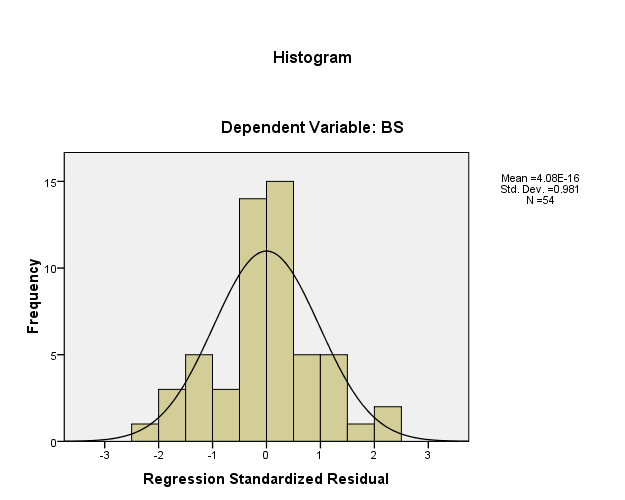 Histogram
Dependent Variable: BS
Mean =4.08E-16
Std. Dev. =0.981
N =54
Frequency
15
10
5
0
-3 -2 -1 0 1 2 3
Regression Standardized Residual